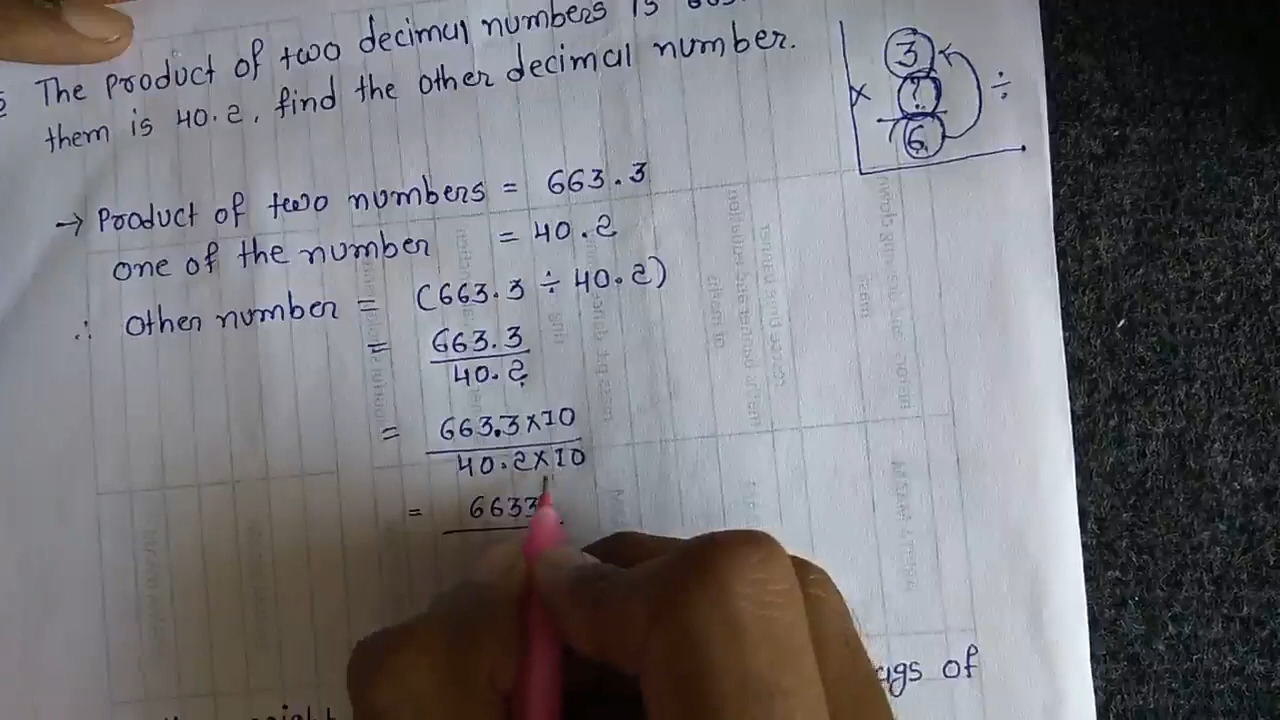 The product of two decimal numbers is
them is 40.2, find the other decimal number.
3
× ?
6
÷
→ Product of two numbers = 663.3
one of the number = 40.2
∴ Other number = (663.3 ÷ 40.2)
= 663.3
40.2
= 663.3×10
40.2×10
= 6633
ags of